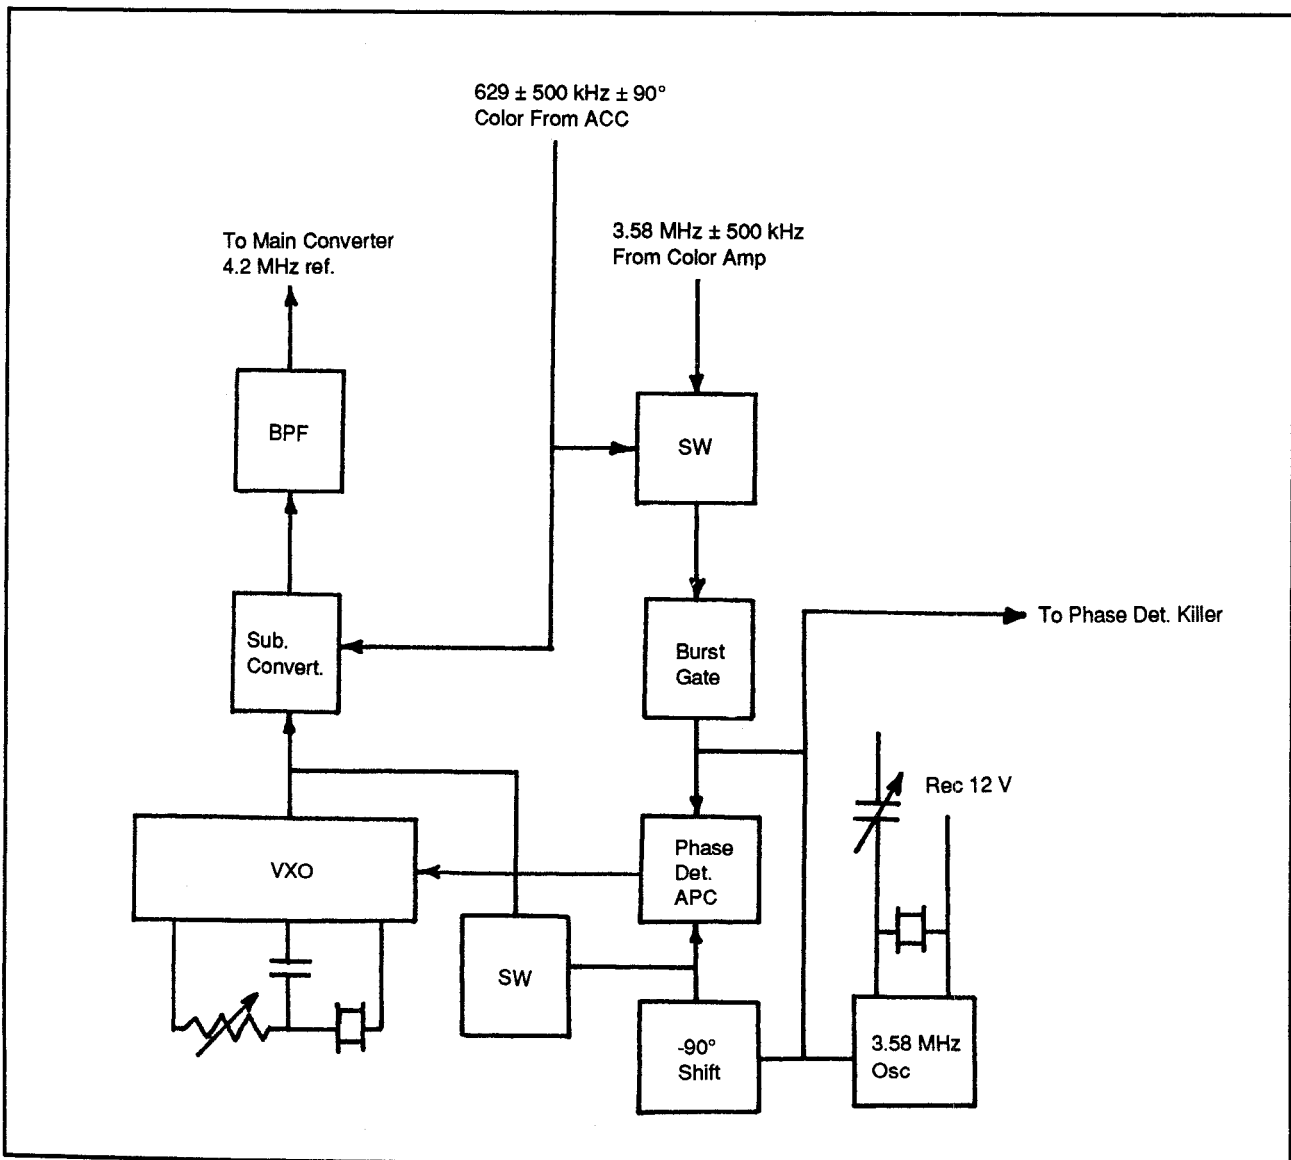 629 ± 500 kHz ± 90°
Color From ACC
To Main Converter
4.2 MHz ref.
3.58 MHz ± 500 kHz
From Color Amp
BPF
SW
Sub.
Convert.
Burst
Gate
To Phase Det. Killer
Rec 12 V
VXO
Phase
Det.
APC
SW
-90°
Shift
3.58 MHz
Osc